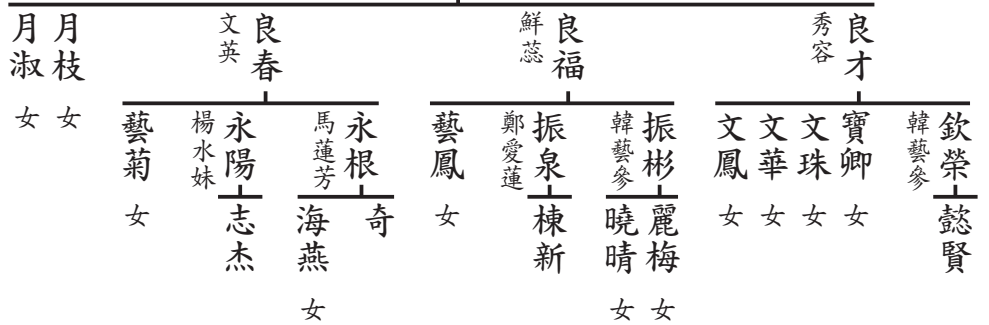 良才
秀容
良福
鮮蕊
良春
文英
月枝
女
月淑
女
欽榮
韓藝參
寶卿
女
文珠
女
文華
女
文鳳
女
振彬
韓藝參
振泉
鄭愛蓮
藝鳳
女
永根
馬蓮芳
永陽
楊水妹
藝菊
女
懿賢
麗梅
女
曉晴
女
棟新
奇
海燕
女
志杰